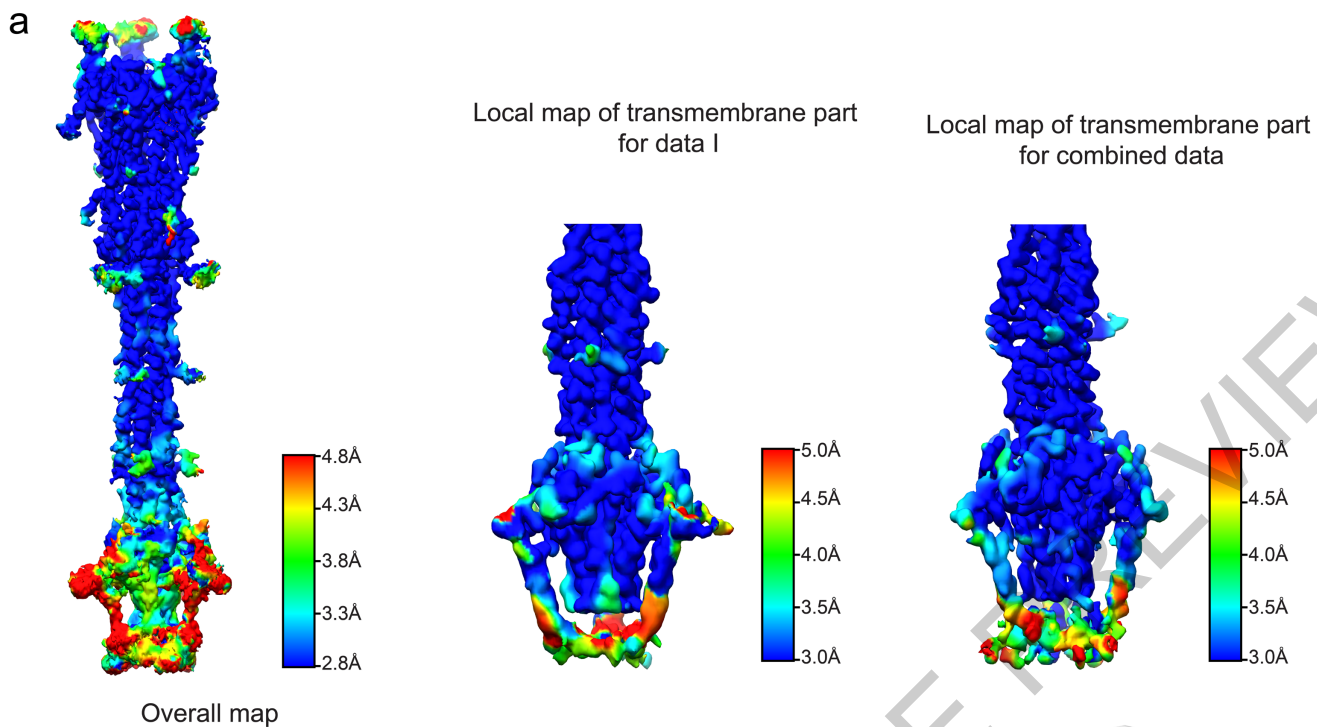 a
Local map of transmembrane part
for data I
Local map of transmembrane part
for combined data
4.8Å
4.3Å
3.8Å
3.3Å
2.8Å
5.0Å
4.5Å
4.0Å
3.5Å
3.0Å
5.0Å
4.5Å
4.0Å
3.5Å
3.0Å
Overall map